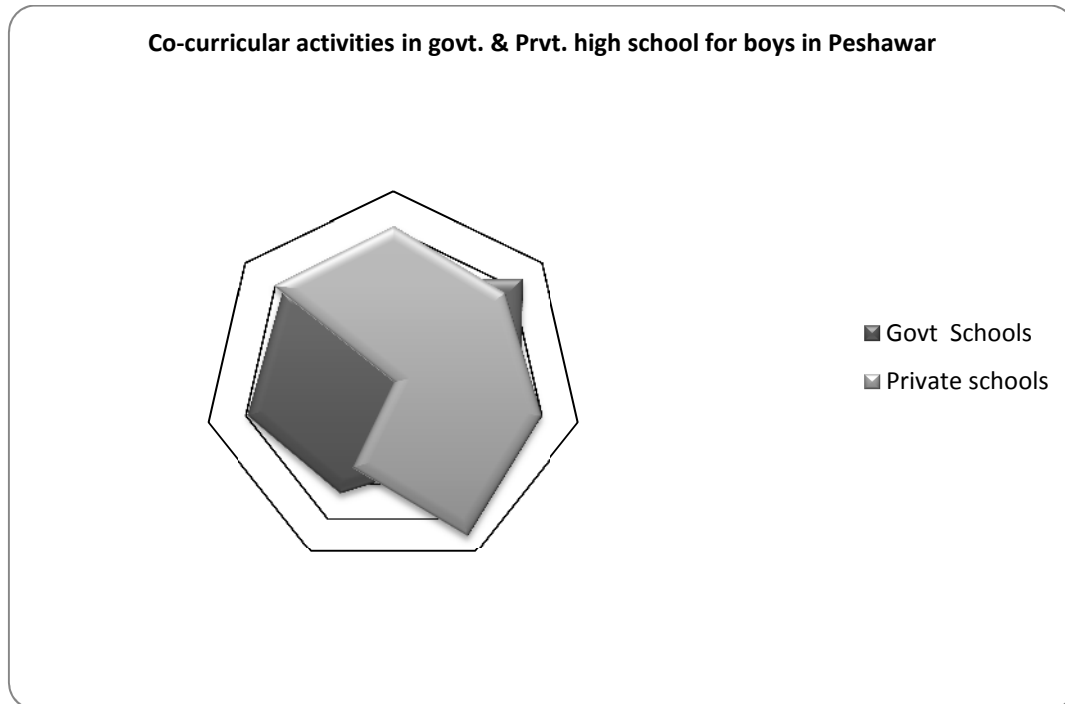 Co-curricular activities in govt. & Prvt. high school for boys in Peshawar
Govt  Schools
Private schools